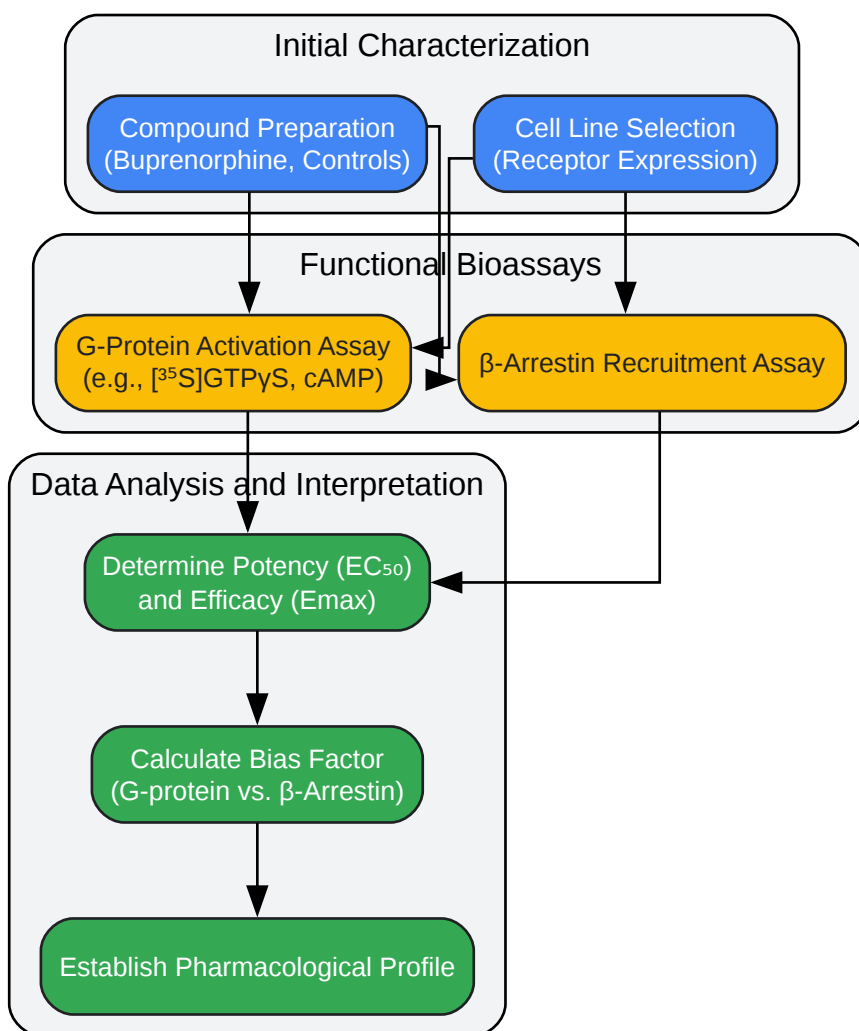 Initial Characterization
Compound Preparation
(Buprenorphine, Controls)
Cell Line Selection
(Receptor Expression)
Functional Bioassays
G-Protein Activation Assay
(e.g., [³⁵S]GTPγS, cAMP)
β-Arrestin Recruitment Assay
Data Analysis and Interpretation
Determine Potency (EC₅₀)
and Efficacy (Emax)
Calculate Bias Factor
(G-protein vs. β-Arrestin)
Establish Pharmacological Profile